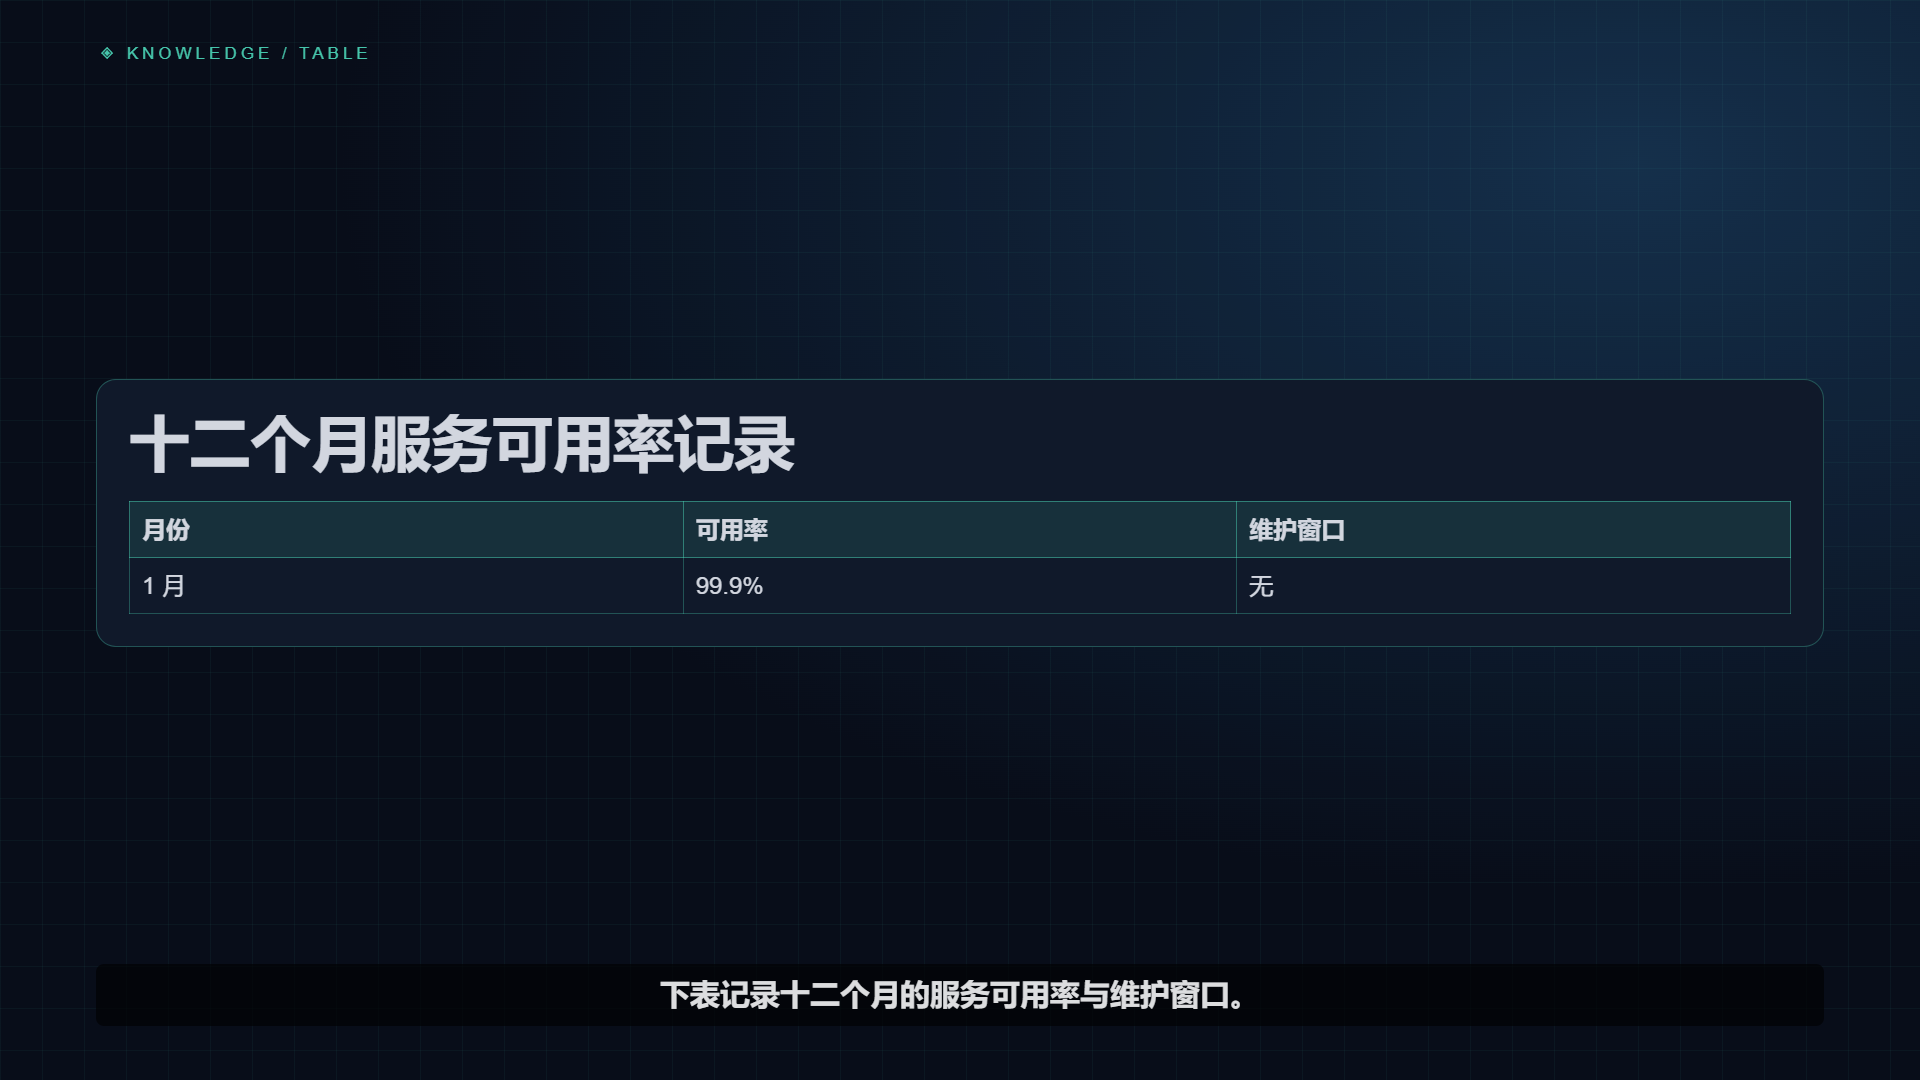 ◈ KNOWLEDGE / TABLE
十二个月服务可用率记录
月份 可用率 维护窗口
1 月 99.9% 无
下表记录十二个月的服务可用率与维护窗口。